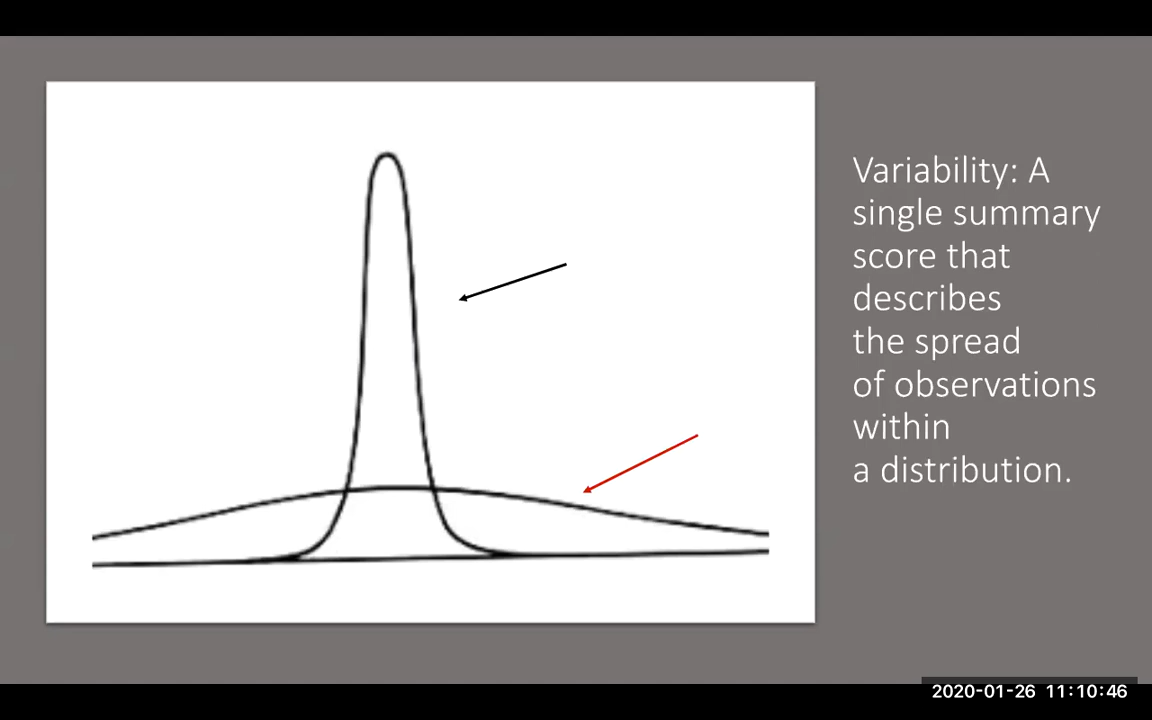 Variability: A
single summary
score that
describes
the spread
of observations
within
a distribution.
2020-01-26 11:10:46